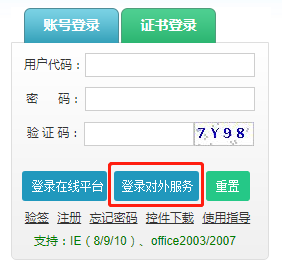 账号登录 证书登录
用户代码：
密 码：
验 证 码： 7Y98
登录在线平台 登录对外服务 重置
验签 注册 忘记密码 控件下载 使用指导
支持：IE（8/9/10）、office2003/2007